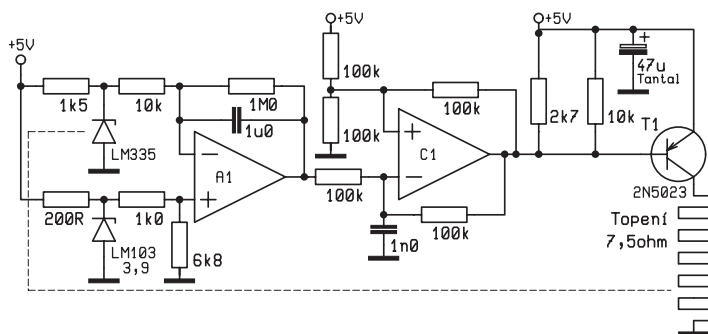 +5V
1k5
10k
1M0
1u0
LM335
A1
200R
1k0
LM103
3,9
6k8
+5V
100k
100k
100k
100k
C1
100k
1n0
+5V
2k7
10k
+
47u
Tantal
T1
2N5023
Topení
7,5ohm